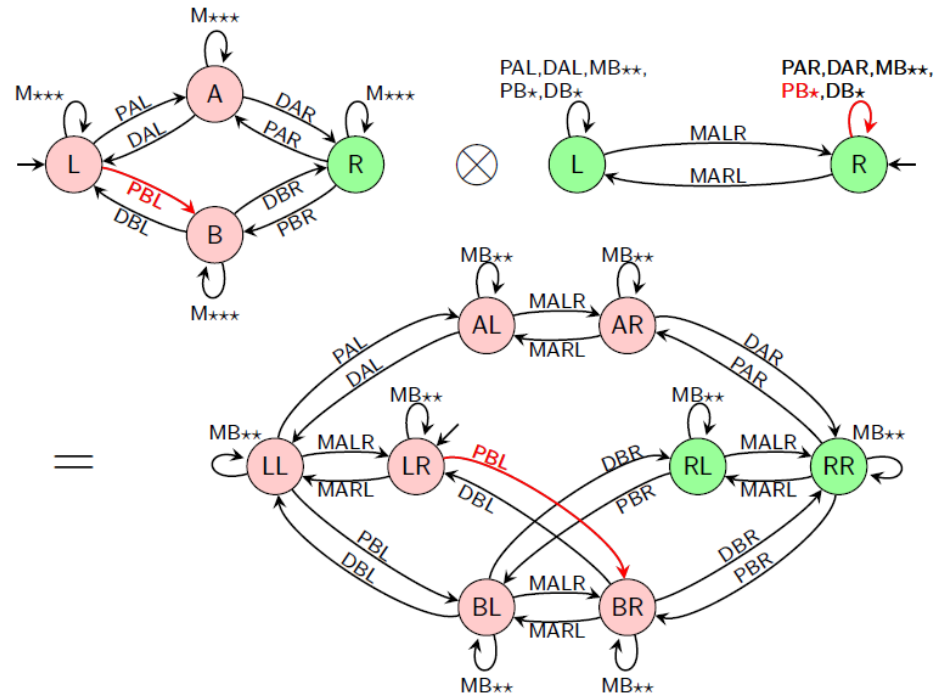 M⋆⋆⋆
A
M⋆⋆⋆
PAL
DAL
DAR
PAR
M⋆⋆⋆
L
R
PBL
DBL
DBR
PBR
B
M⋆⋆⋆
⊗
PAL,DAL,MB⋆⋆,
PB⋆,DB⋆
PAR,DAR,MB⋆⋆,
PB⋆,DB⋆
L
MALR
MARL
R
=
MB⋆⋆
MB⋆⋆
AL
MALR
MARL
AR
PAL
DAL
DAR
PAR
MB⋆⋆
MB⋆⋆
MB⋆⋆
MB⋆⋆
LL
MALR
MARL
LR
PBL
DBL
DBR
PBR
RL
MALR
MARL
RR
PBL
DBL
DBR
PBR
BL
MALR
MARL
BR
MB⋆⋆
MB⋆⋆